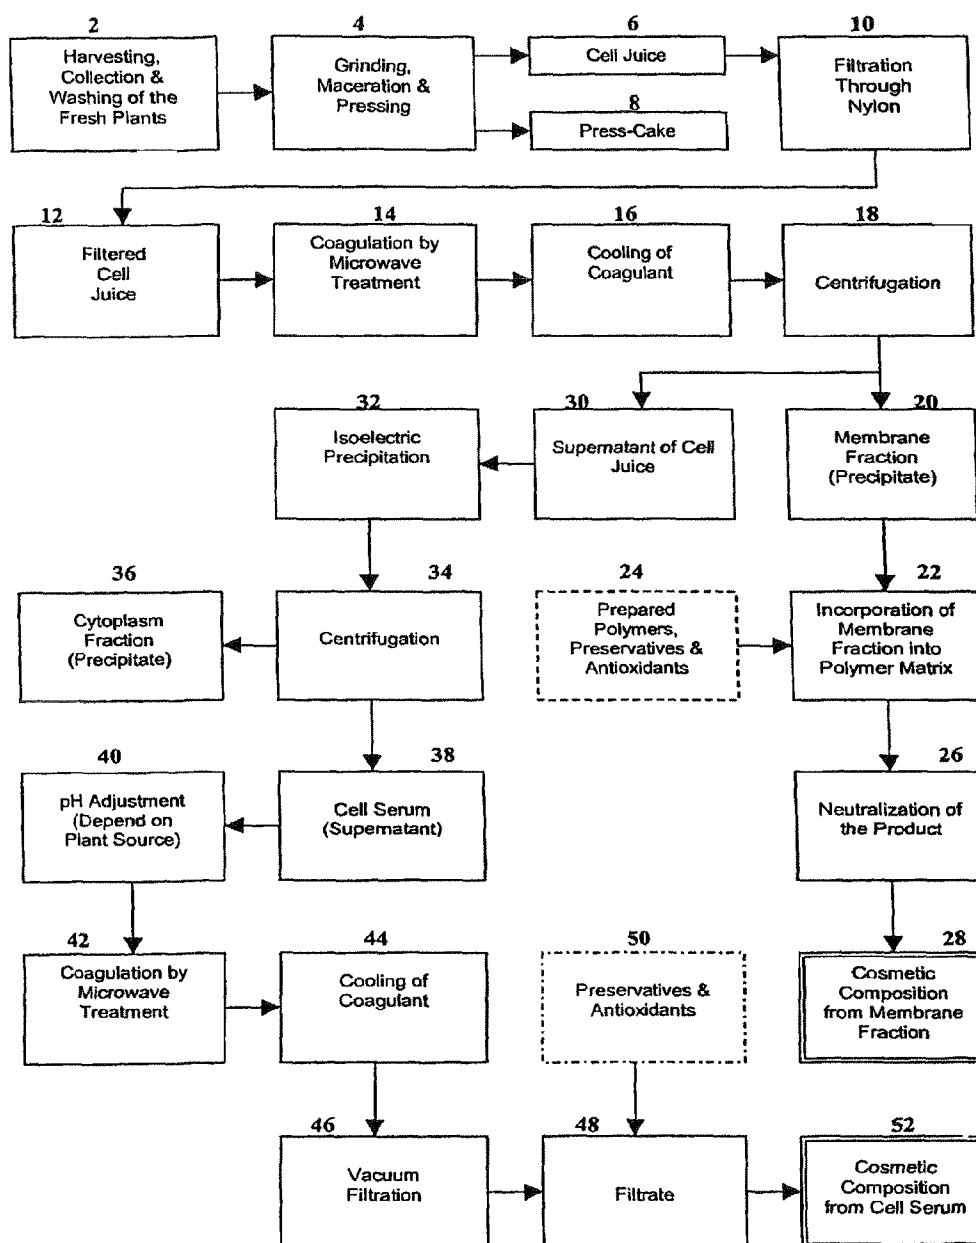 2
Harvesting,
Collection &
Washing of the
Fresh Plants
4
Grinding,
Maceration &
Pressing
6
Cell Juice
8
Press-Cake
10
Filtration
Through
Nylon
12
Filtered
Cell
Juice
14
Coagulation by
Microwave
Treatment
16
Cooling of
Coagulant
18
Centrifugation
32
Isoelectric
Precipitation
30
Supernatant of Cell
Juice
20
Membrane
Fraction
(Precipitate)
36
Cytoplasm
Fraction
(Precipitate)
34
Centrifugation
24
Prepared
Polymers,
Preservatives &
Antioxidants
22
Incorporation of
Membrane
Fraction into
Polymer Matrix
40
pH Adjustment
(Depend on
Plant Source)
38
Cell Serum
(Supernatant)
26
Neutralization of
the Product
42
Coagulation by
Microwave
Treatment
44
Cooling of
Coagulant
50
Preservatives &
Antioxidants
28
Cosmetic
Composition
from Membrane
Fraction
46
Vacuum
Filtration
48
Filtrate
52
Cosmetic
Composition
from Cell Serum